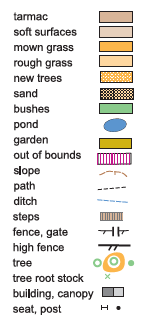 tarmac
soft surfaces
mown grass
rough grass
new trees
sand
bushes
pond
garden
out of bounds
slope
path
ditch
steps
fence, gate
high fence
tree
tree root stock
building, canopy
seat, post